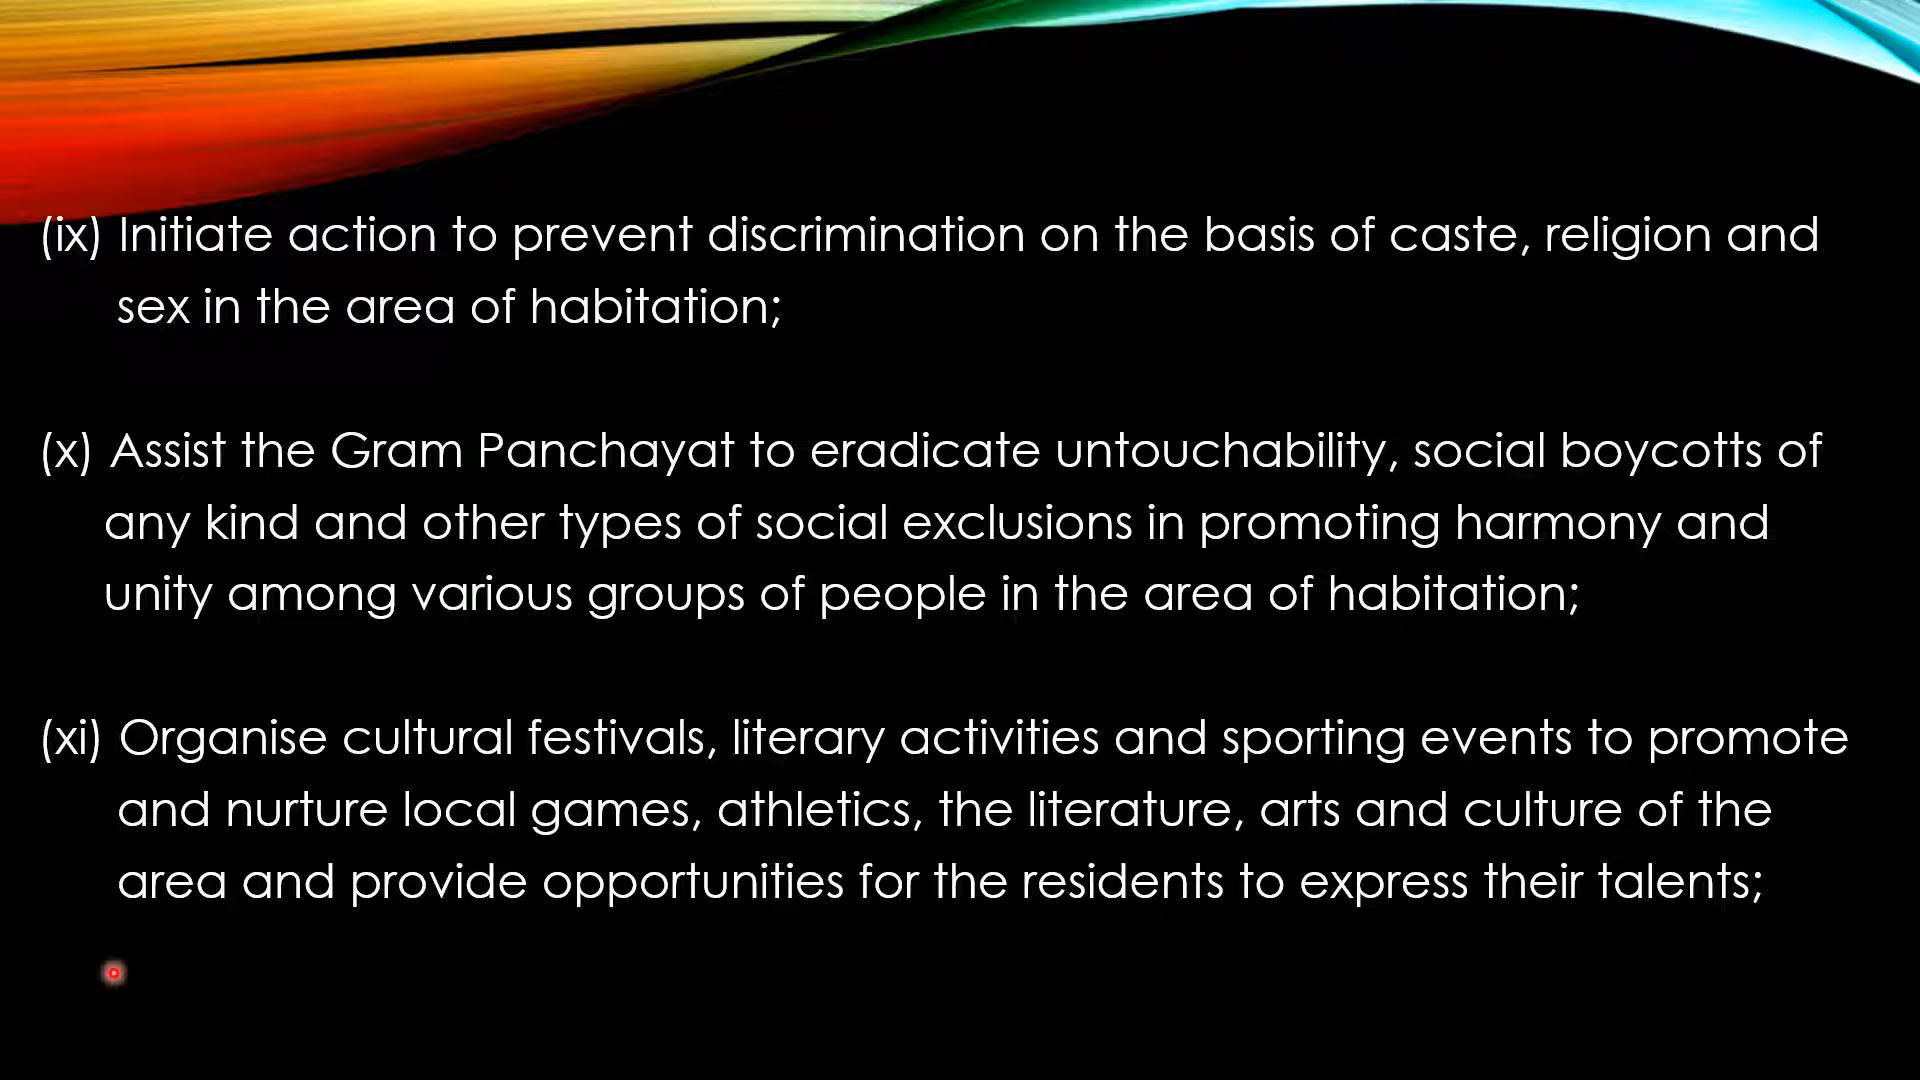 (ix) Initiate action to prevent discrimination on the basis of caste, religion and
sex in the area of habitation;
(x) Assist the Gram Panchayat to eradicate untouchability, social boycotts of
any kind and other types of social exclusions in promoting harmony and
unity among various groups of people in the area of habitation;
(xi) Organise cultural festivals, literary activities and sporting events to promote
and nurture local games, athletics, the literature, arts and culture of the
area and provide opportunities for the residents to express their talents;